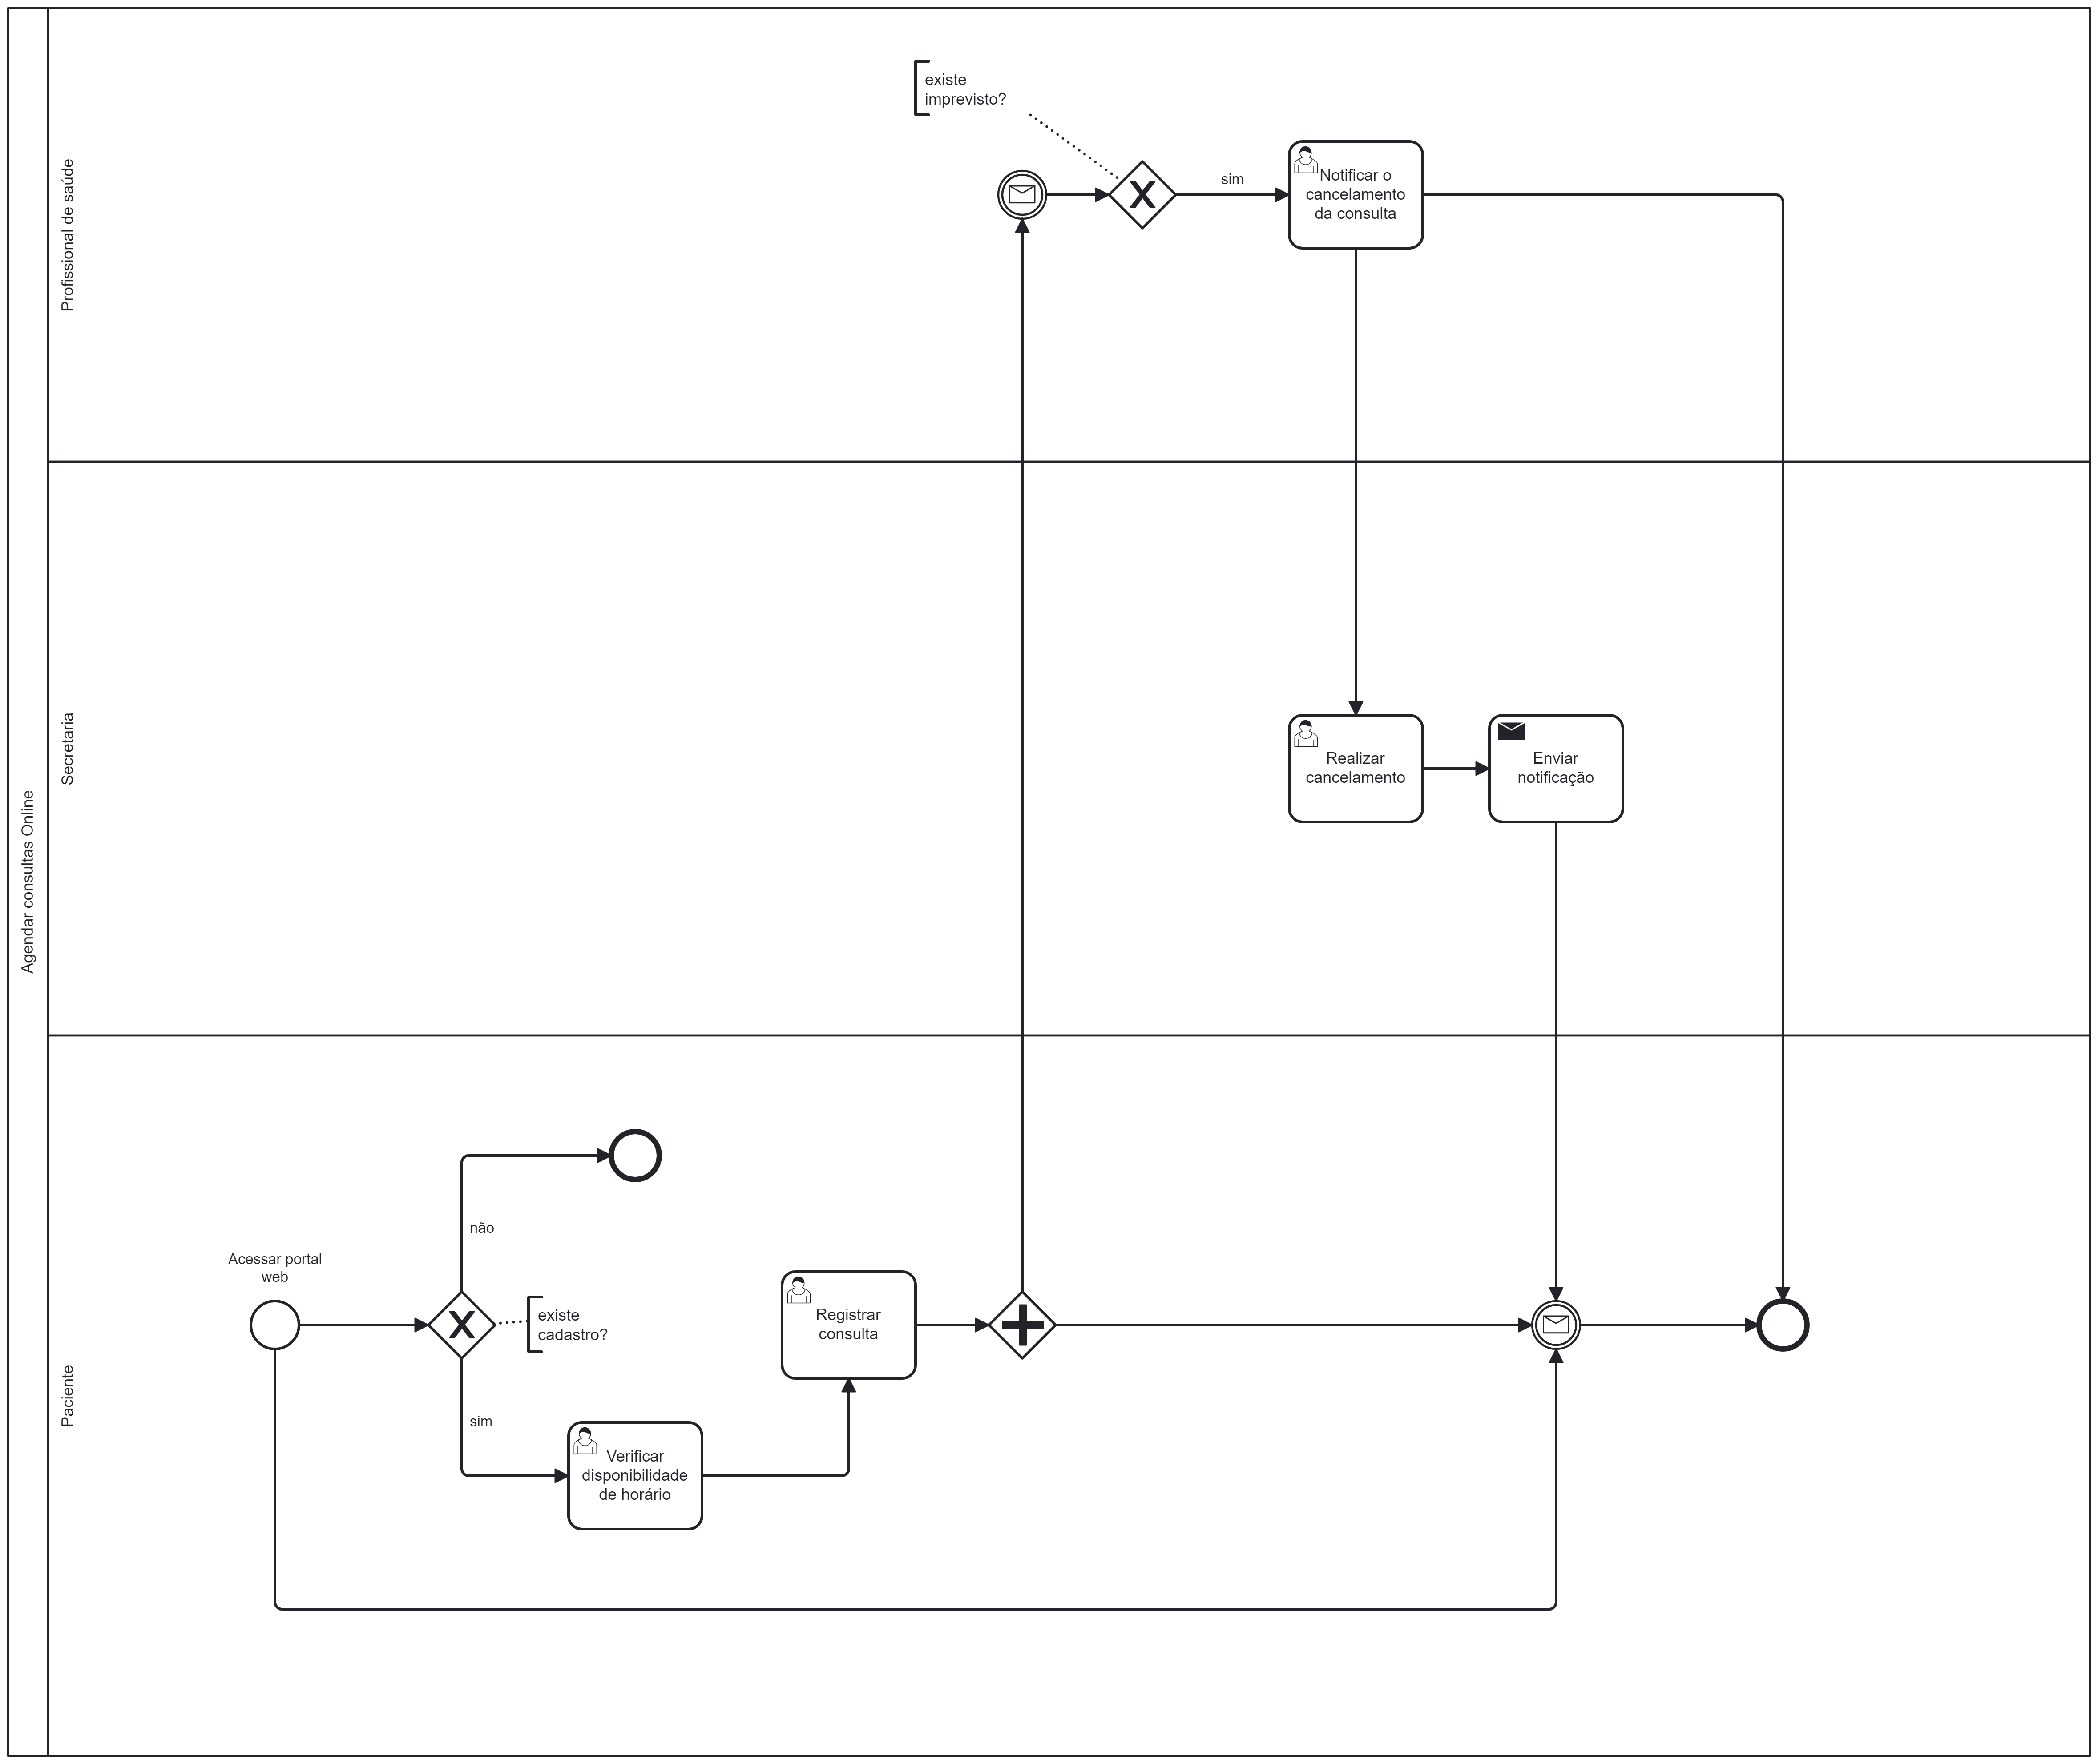 Agendar consultas Online
Profissional de saúde
existe
imprevisto?
sim
Notificar o
cancelamento
da consulta
Secretaria
Realizar
cancelamento
Enviar
notificação
Paciente
Acessar portal
web
não
existe
cadastro?
sim
Verificar
disponibilidade
de horário
Registrar
consulta